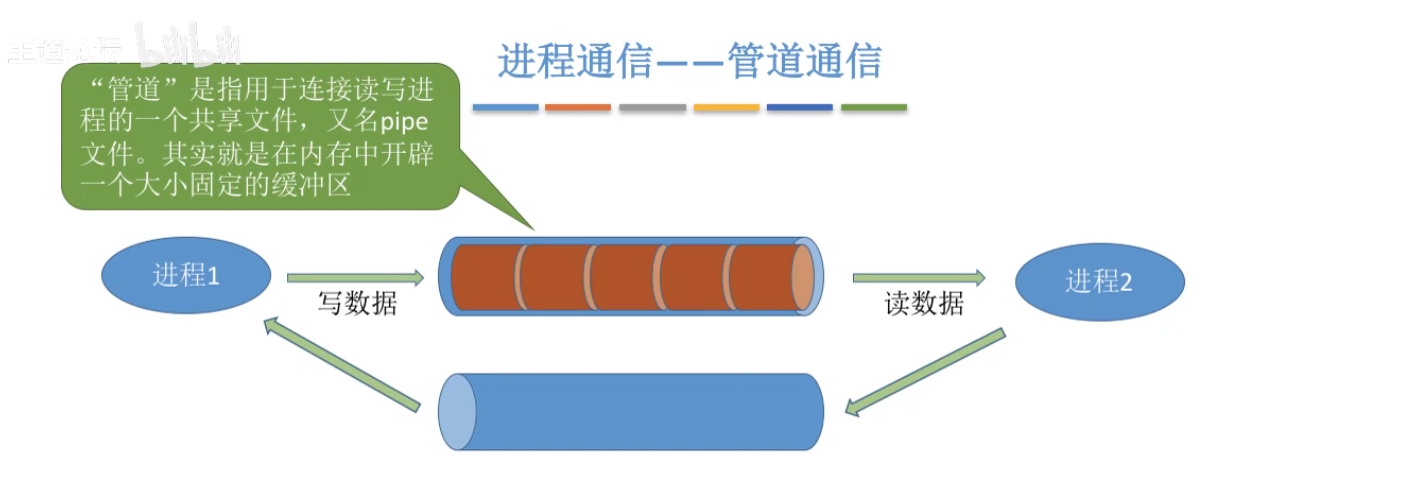 王道论坛 bilibili
进程通信——管道通信
“管道”是指用于连接读写进
程的一个共享文件，又名pipe
文件。其实就是在内存中开辟
一个大小固定的缓冲区
进程1
写数据
读数据
进程2